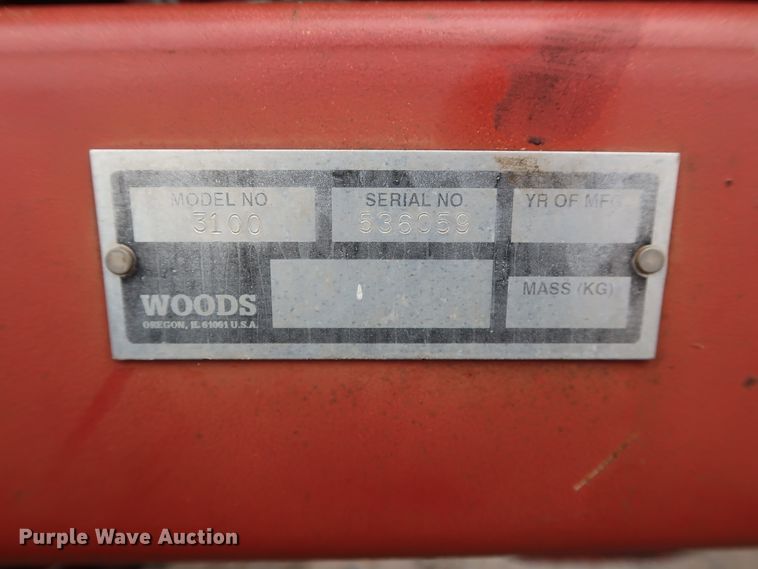 MODEL NO
3100
SERIAL NO.
536059
YR OF MFG
MASS (KG)
WOODS
OREGON, IL 61061 U.S.A.
Purple Wave Auction®